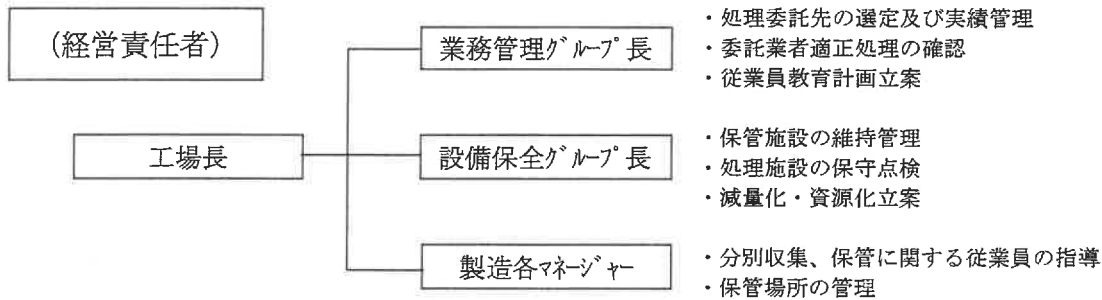 (経営責任者)
業務管理グループ長
・処理委託先の選定及び実績管理
・委託業者適正処理の確認
・従業員教育計画立案
工場長
設備保全グループ長
・保管施設の維持管理
・処理施設の保守点検
・減量化・資源化立案
製造各マネージャー
・分別収集、保管に関する従業員の指導
・保管場所の管理